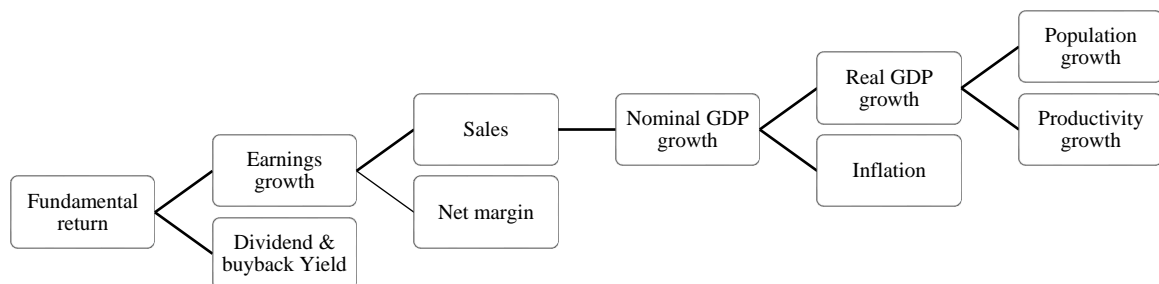 Fundamental
return
Earnings
growth
Dividend &
buyback Yield
Sales
Net margin
Nominal GDP
growth
Real GDP
growth
Inflation
Population
growth
Productivity
growth